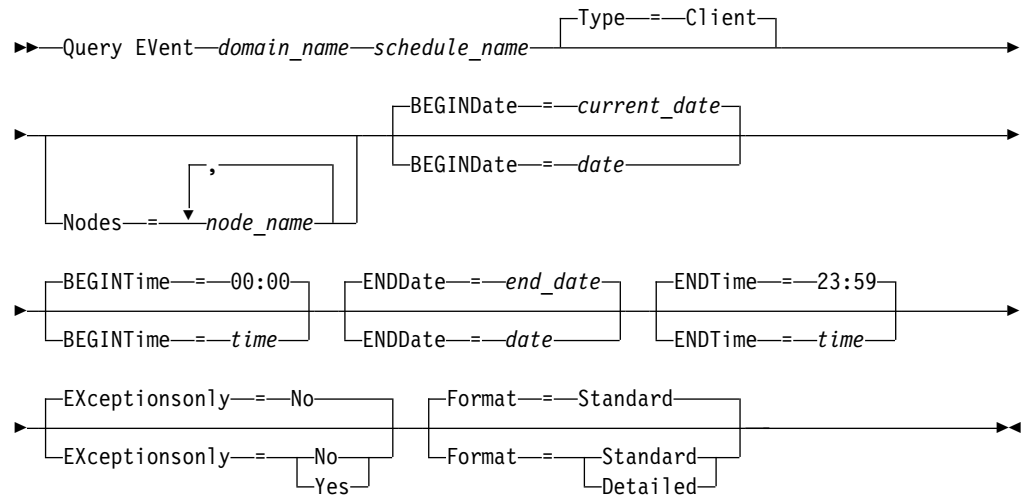 Type = Client
Query EVent domain_name schedule_name
BEGINDate = current_date
BEGINDate = date
,
Nodes = node_name
BEGINTime = 00:00 ENDDate = end_date ENDTime = 23:59
BEGINTime = time ENDDate = date ENDTime = time
EXceptionsonly = No Format = Standard
EXceptionsonly = No Format = Standard
Yes Detailed